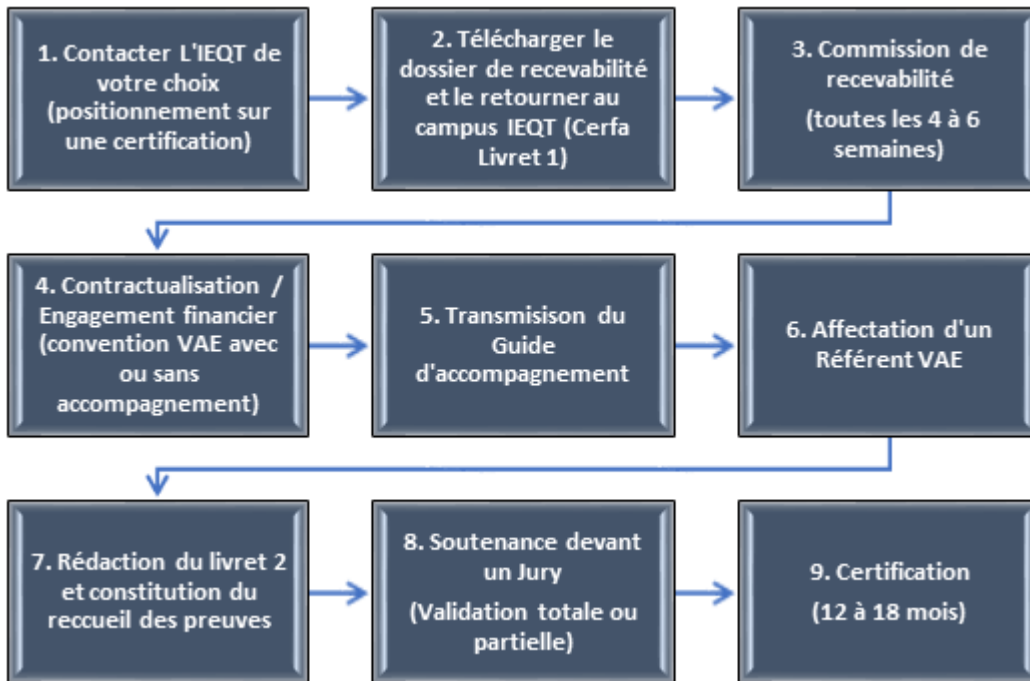 1. Contacter L'IEQT de
votre choix
(positionnement sur
une certification)
2. Télécharger le
dossier de recevabilité
et le retourner au
campus IEQT (Cerfa
Livret 1)
3. Commission de
recevabilité
(toutes les 4 à 6
semaines)
4. Contractualisation /
Engagement financier
(convention VAE avec
ou sans
accompagnement)
5. Transmisison du
Guide
d'accompagnement
6. Affectation d'un
Référent VAE
7. Rédaction du livret 2
et constitution du
reccueil des preuves
8. Soutenance devant
un Jury
(Validation totale ou
partielle)
9. Certification
(12 à 18 mois)